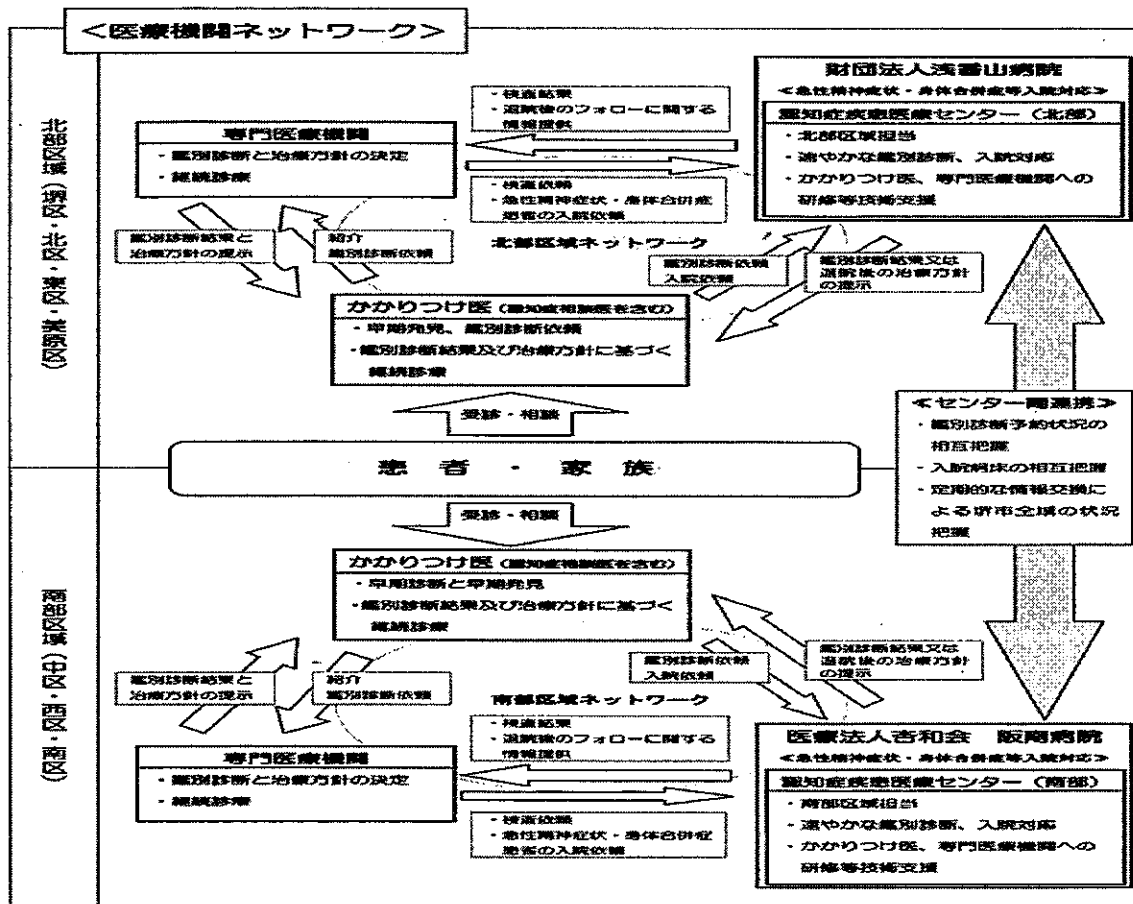 ＜医療機関ネットワーク＞
北部区域（堺区・北区・東区・美原区）
専門医療機関
・鑑別診断と治療方針の決定
・継続診療
・検査結果
・退院後のフォローに関する
情報提供
・検査依頼
・急性精神症状・身体合併症
患者の入院依頼
財団法人浅香山病院
≪急性精神症状・身体合併症等入院対応≫
認知症疾患医療センター（北部）
・北部区域担当
・速やかな鑑別診断、入院対応
・かかりつけ医、専門医療機関への
研修等技術支援
鑑別診断結果と
治療方針の提示
紹介
鑑別診断依頼
北部区域ネットワーク
鑑別診断依頼
入院依頼
鑑別診断結果又は
退院後の治療方針
の提示
かかりつけ医（認知症相談医を含む）
・早期発見、鑑別診断依頼
・鑑別診断結果及び治療方針に基づく
継続診療
受診・相談
患者・家族
≪センター間連携≫
・鑑別診断予約状況の
相互把握
・入院病床の相互把握
・定期的な情報交換に
よる堺市全域の状況
把握
南部区域（中区・西区・南区）
受診・相談
かかりつけ医（認知症相談医を含む）
・早期診断と早期発見
・鑑別診断結果及び治療方針に基づく
継続診療
鑑別診断結果と
治療方針の提示
紹介
鑑別診断依頼
鑑別診断依頼
入院依頼
鑑別診断結果又は
退院後の治療方針
の提示
南部区域ネットワーク
専門医療機関
・鑑別診断と治療方針の決定
・継続診療
・検査結果
・退院後のフォローに関する
情報提供
・検査依頼
・急性精神症状・身体合併症
患者の入院依頼
医療法人杏和会　阪南病院
≪急性精神症状・身体合併症等入院対応≫
認知症疾患医療センター（南部）
・南部区域担当
・速やかな鑑別診断、入院対応
・かかりつけ医、専門医療機関への
研修等技術支援